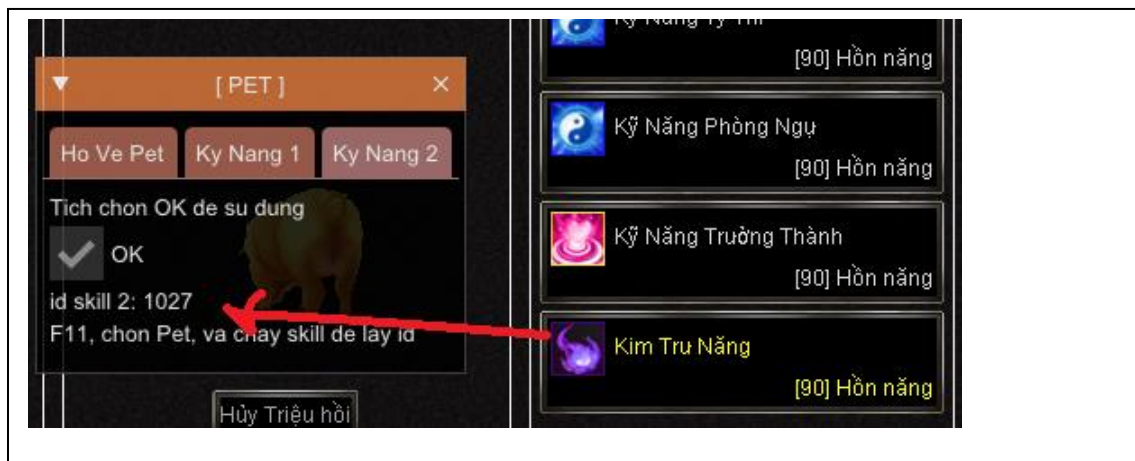 [90] Hồn năng
[ PET ]
Ho Ve Pet Ky Nang 1 Ky Nang 2
Tich chon OK de su dung
OK
id skill 2: 1027
F11, chon Pet, va chay skill de lay id
Hủy Triệu hồi
Kỹ Năng Phòng Ngự
[90] Hồn năng
Kỹ Năng Trưởng Thành
[90] Hồn năng
Kim Trư Năng
[90] Hồn năng